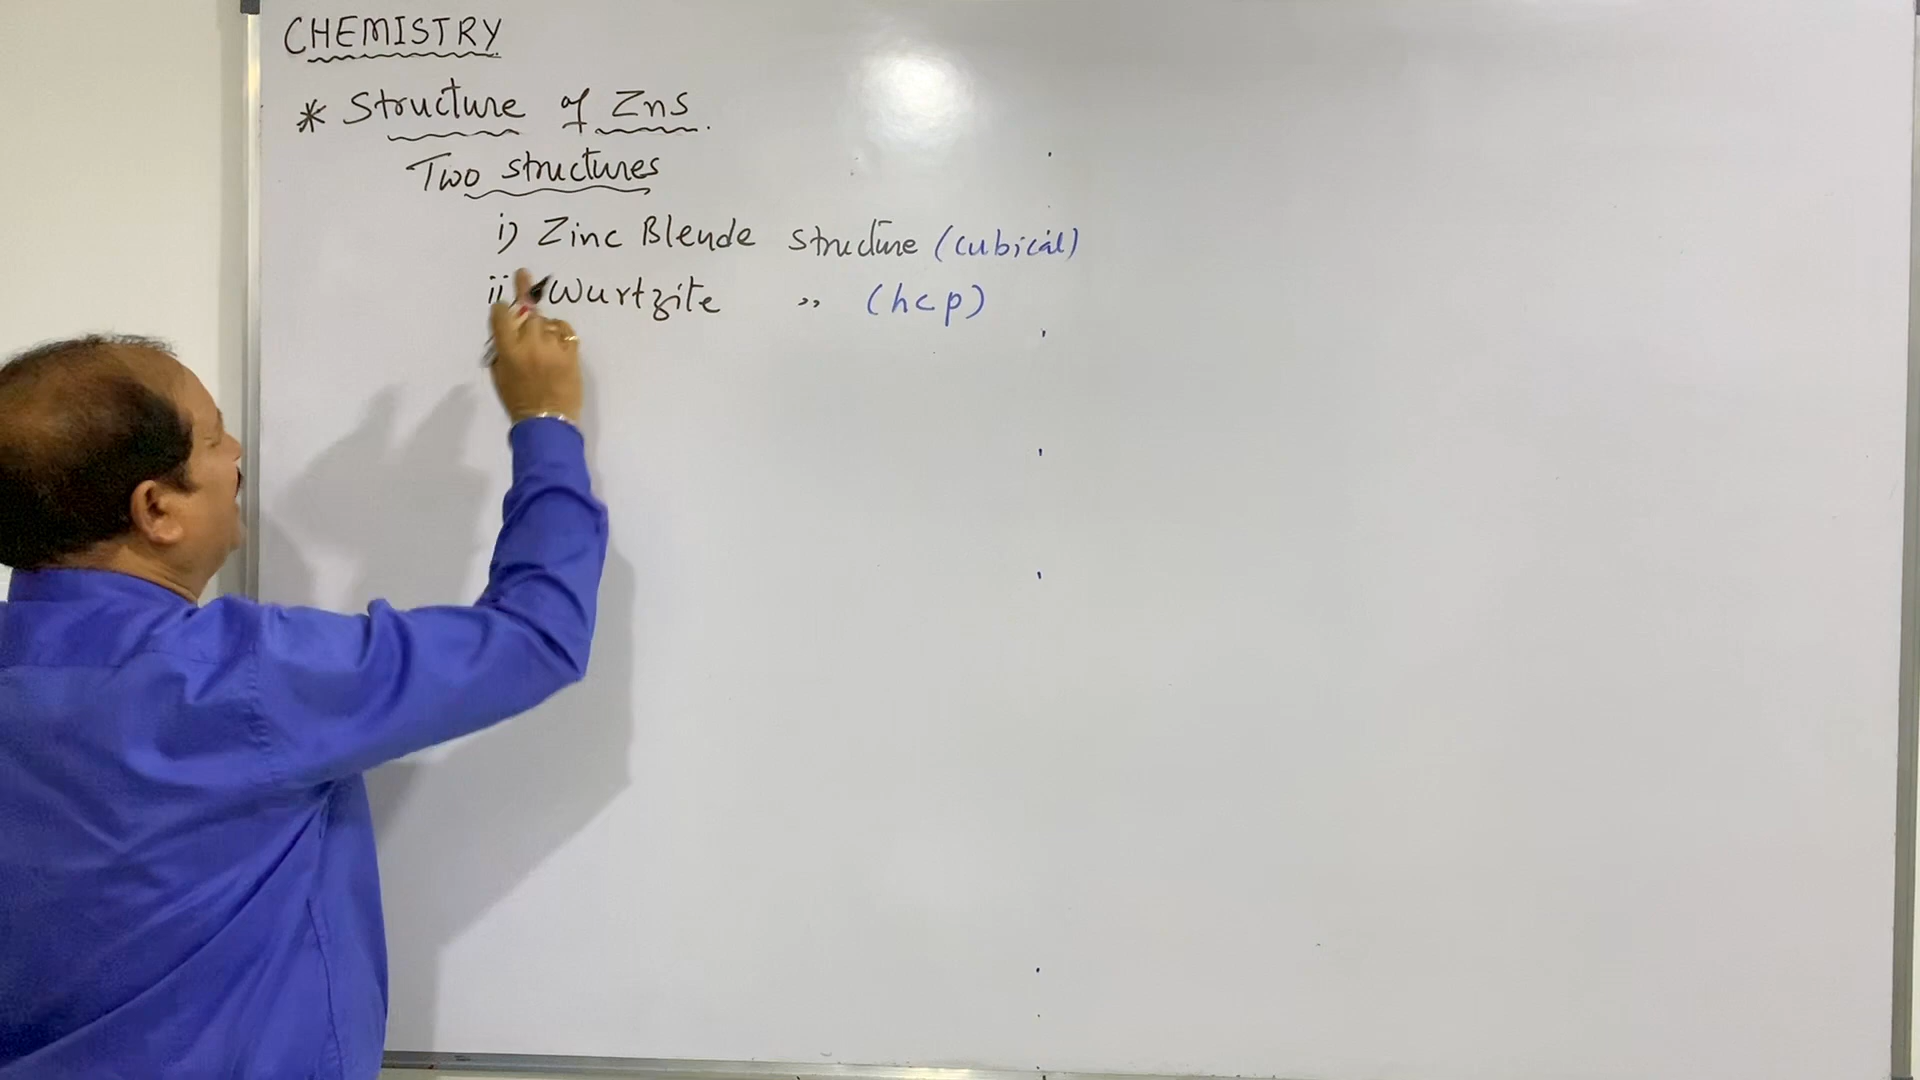 CHEMISTRY
* Structure of ZnS.
Two structures
i) Zinc Blende Structure (cubical)
ii) Wurtzite ,, (hcp)